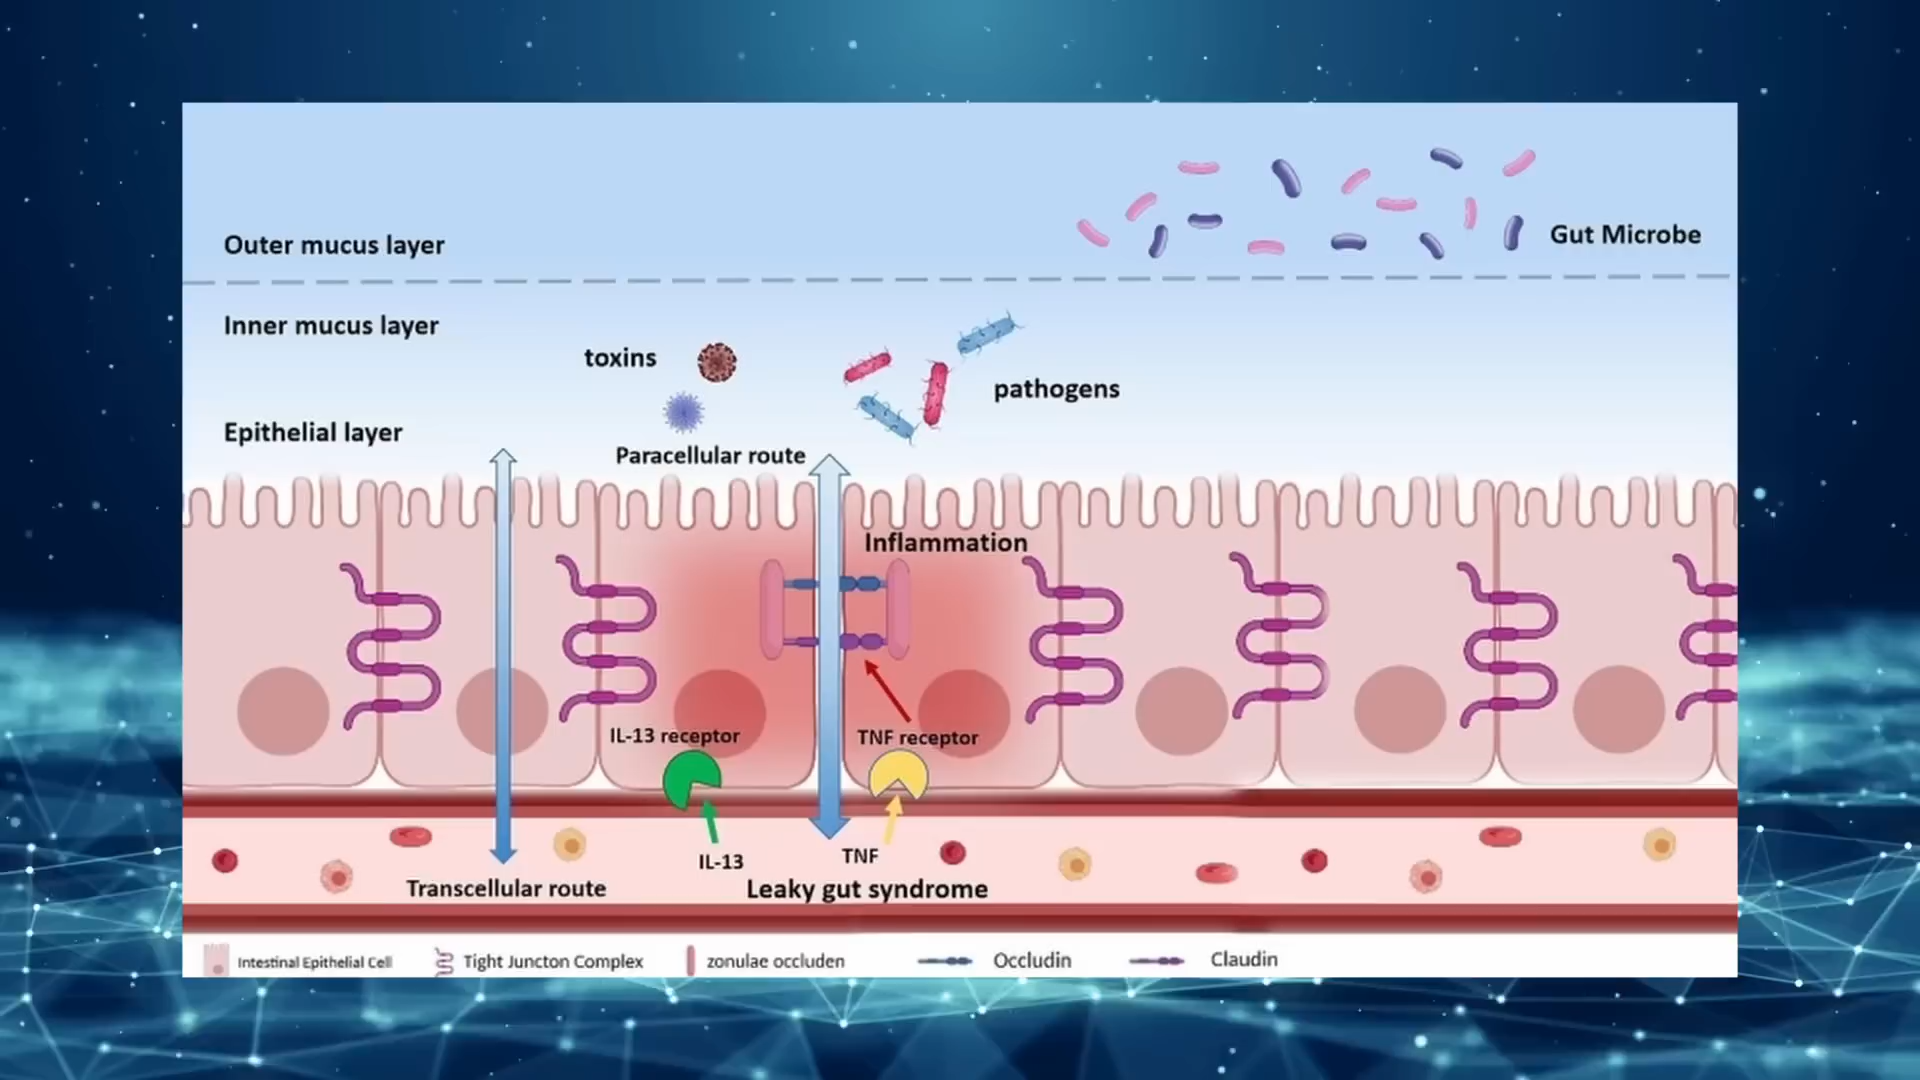 Outer mucus layer
Gut Microbe
Inner mucus layer
toxins
pathogens
Epithelial layer
Paracellular route
Inflammation
IL-13 receptor
TNF receptor
IL-13
TNF
Transcellular route
Leaky gut syndrome
Intestinal Epithelial Cell
Tight Juncton Complex
zonulae occluden
Occludin
Claudin